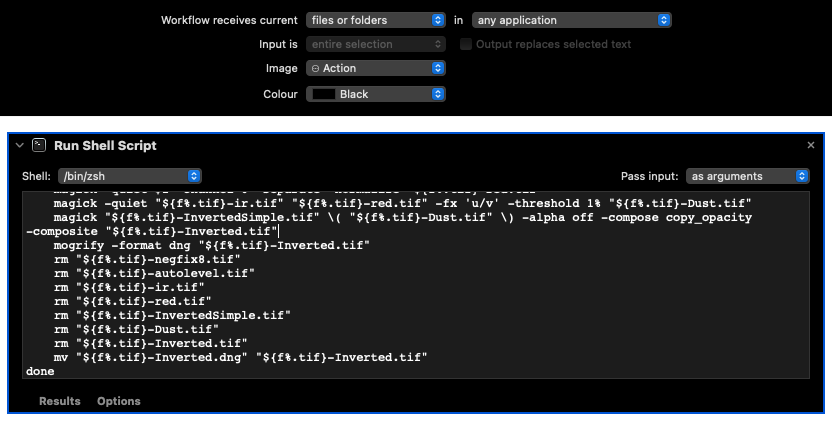 Workflow receives current files or folders in any application
Input is entire selection Output replaces selected text
Image Action
Colour Black
Run Shell Script
Shell: /bin/zsh Pass input: as arguments
magick -quiet "${f%.tif}-ir.tif" "${f%.tif}-red.tif" -fx 'u/v' -threshold 1% "${f%.tif}-Dust.tif"
magick "${f%.tif}-InvertedSimple.tif" \( "${f%.tif}-Dust.tif" \) -alpha off -compose copy_opacity
-composite "${f%.tif}-Inverted.tif"
mogrify -format dng "${f%.tif}-Inverted.tif"
rm "${f%.tif}-negfix8.tif"
rm "${f%.tif}-autolevel.tif"
rm "${f%.tif}-ir.tif"
rm "${f%.tif}-red.tif"
rm "${f%.tif}-InvertedSimple.tif"
rm "${f%.tif}-Dust.tif"
rm "${f%.tif}-Inverted.tif"
mv "${f%.tif}-Inverted.dng" "${f%.tif}-Inverted.tif"
done
Results Options